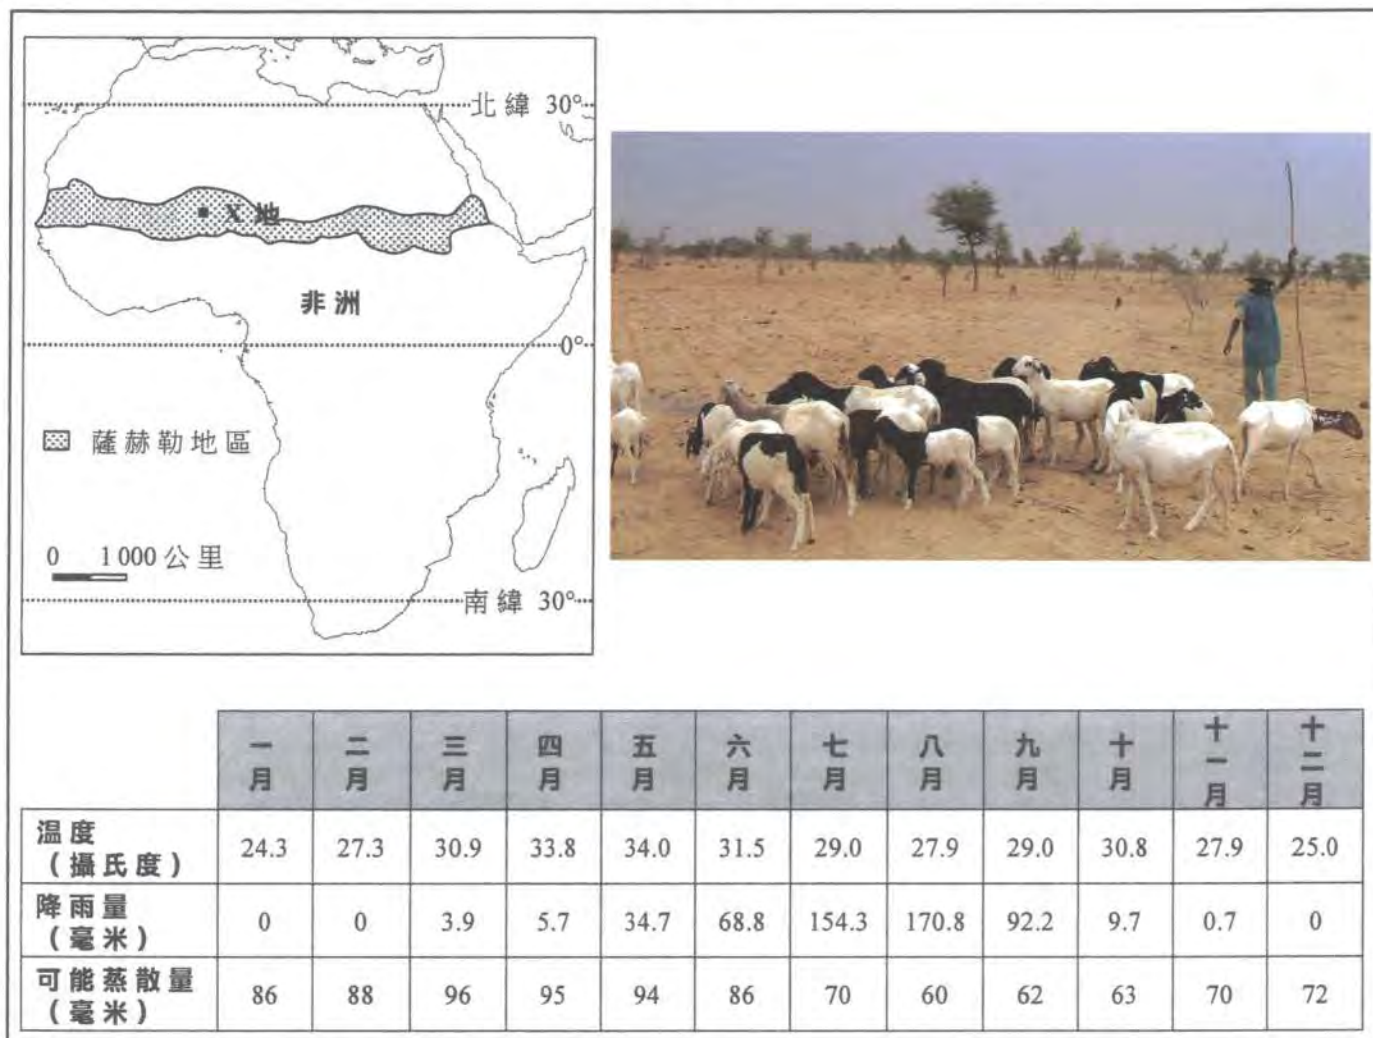 北緯 30°
X 地
非洲
0°
薩赫勒地區
0 1 000 公里
南緯 30°
一月 二月 三月 四月 五月 六月 七月 八月 九月 十月 十一月 十二月
温度
(攝氏度) 24.3 27.3 30.9 33.8 34.0 31.5 29.0 27.9 29.0 30.8 27.9 25.0
降雨量
(毫米) 0 0 3.9 5.7 34.7 68.8 154.3 170.8 92.2 9.7 0.7 0
可能蒸散量
(毫米) 86 88 96 95 94 86 70 60 62 63 70 72